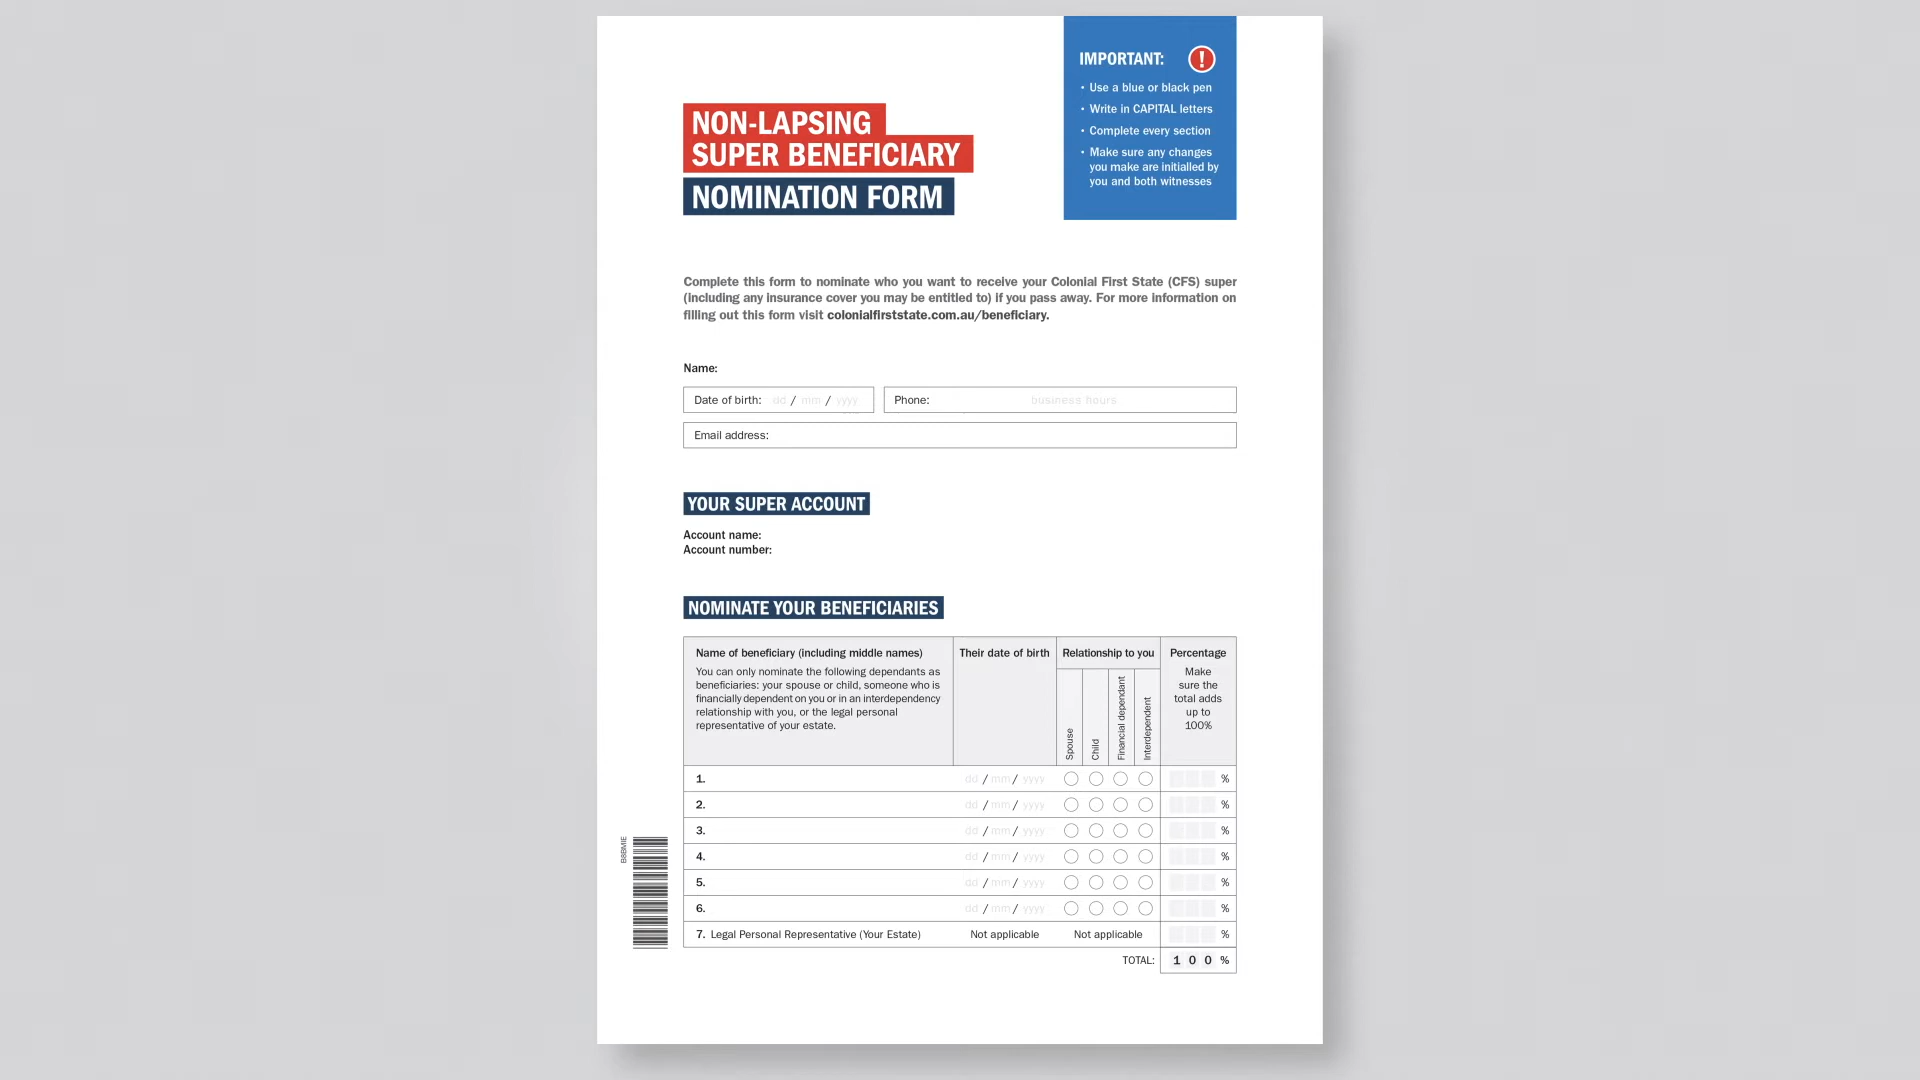 IMPORTANT:
• Use a blue or black pen
• Write in CAPITAL letters
• Complete every section
• Make sure any changes
you make are initialled by
you and both witnesses
NON-LAPSING
SUPER BENEFICIARY
NOMINATION FORM
Complete this form to nominate who you want to receive your Colonial First State (CFS) super
(including any insurance cover you may be entitled to) if you pass away. For more information on
filling out this form visit colonialfirststate.com.au/beneficiary.
Name:
Date of birth: dd / mm / yyyy Phone: business hours
Email address:
YOUR SUPER ACCOUNT
Account name:
Account number:
NOMINATE YOUR BENEFICIARIES
Name of beneficiary (including middle names) Their date of birth Relationship to you Percentage
You can only nominate the following dependants as
beneficiaries: your spouse or child, someone who is
financially dependent on you or in an interdependency
relationship with you, or the legal personal
representative of your estate.
Spouse
Child
Financial dependant
Interdependent
Make
sure the
total adds
up to
100%
1. dd / mm / yyyy %
2. dd / mm / yyyy %
3. dd / mm / yyyy %
4. dd / mm / yyyy %
5. dd / mm / yyyy %
6. dd / mm / yyyy %
7. Legal Personal Representative (Your Estate) Not applicable Not applicable %
TOTAL: 1 0 0 %